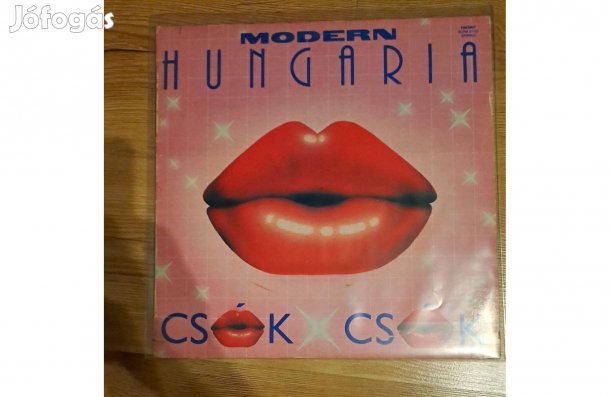 Jófogás
MODERN
HUNGARIA
CSÓK X CSÓK